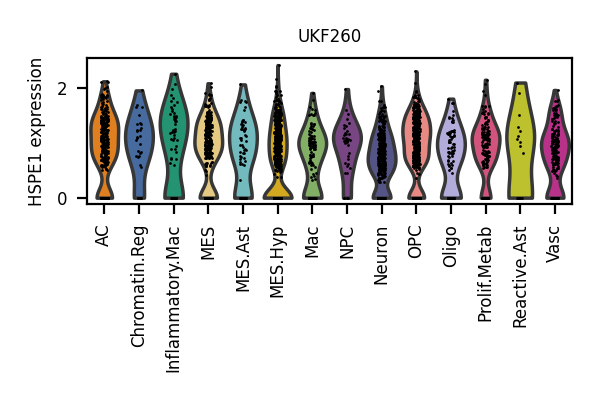 UKF260
HSPE1 expression
2
0
AC
Chromatin.Reg
Inflammatory.Mac
MES
MES.Ast
MES.Hyp
Mac
NPC
Neuron
OPC
Oligo
Prolif.Metab
Reactive.Ast
Vasc